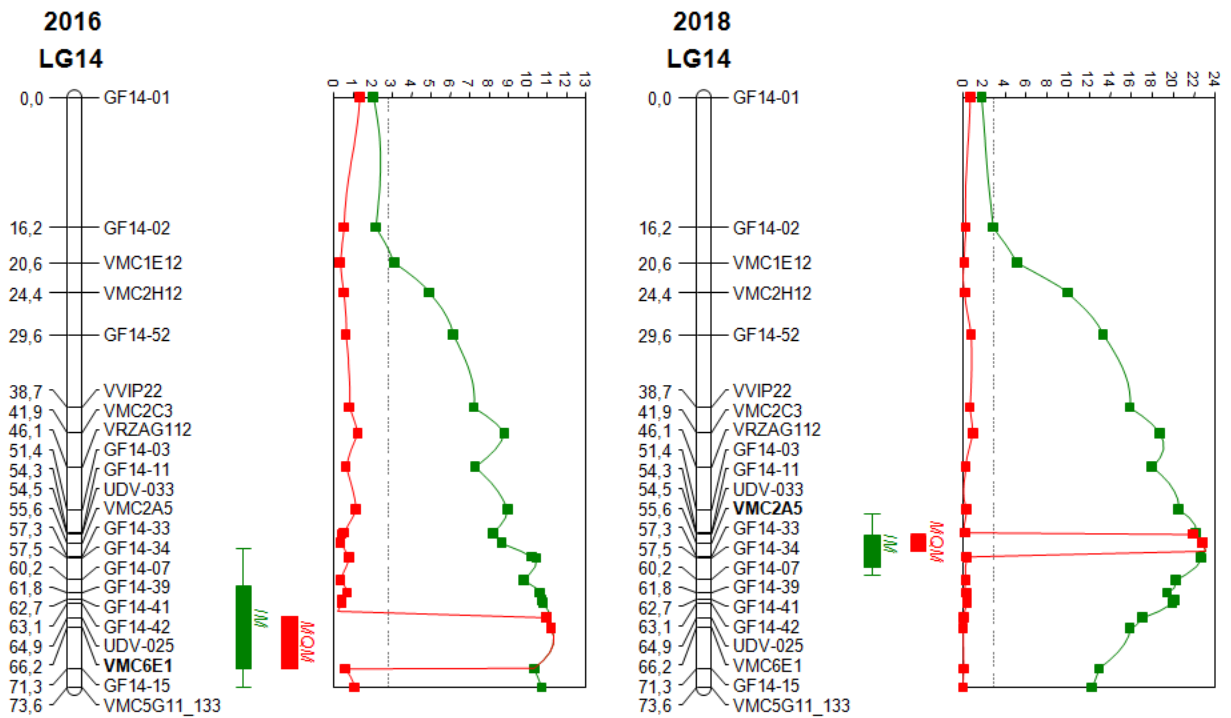 2016
LG14
0 1 2 3 4 5 6 7 8 9 10 11 12 13
0,0 GF14-01
16,2 GF14-02
20,6 VMC1E12
24,4 VMC2H12
29,6 GF14-52
38,7 VVIP22
41,9 VMC2C3
46,1 VRZAG112
51,4 GF14-03
54,3 GF14-11
54,5 UDV-033
55,6 VMC2A5
57,3 GF14-33
57,5 GF14-34
60,2 GF14-07
61,8 GF14-39
62,7 GF14-41
63,1 GF14-42
64,9 UDV-025
66,2 VMC6E1
71,3 GF14-15
73,6 VMC5G11_133
IM
MQM
2018
LG14
0 2 4 6 8 10 12 14 16 18 20 22 24
0,0 GF14-01
16,2 GF14-02
20,6 VMC1E12
24,4 VMC2H12
29,6 GF14-52
38,7 VVIP22
41,9 VMC2C3
46,1 VRZAG112
51,4 GF14-03
54,3 GF14-11
54,5 UDV-033
55,6 VMC2A5
57,3 GF14-33
57,5 GF14-34
60,2 GF14-07
61,8 GF14-39
62,7 GF14-41
63,1 GF14-42
64,9 UDV-025
66,2 VMC6E1
71,3 GF14-15
73,6 VMC5G11_133
IM
MQM